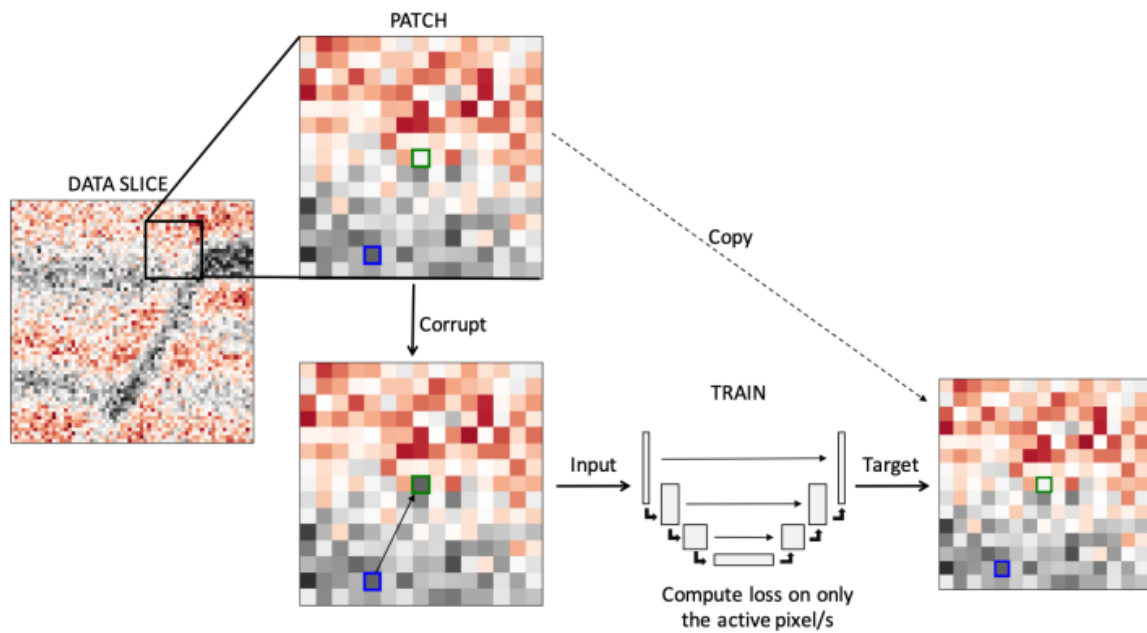 PATCH
DATA SLICE
Copy
Corrupt
TRAIN
Input
Target
Compute loss on only
the active pixel/s